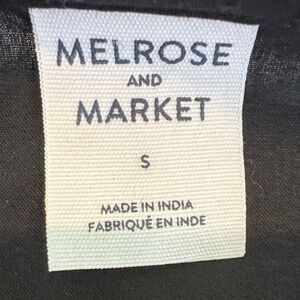 MELROSE
AND
MARKET
S
MADE IN INDIA
FABRIQUÉ EN INDE